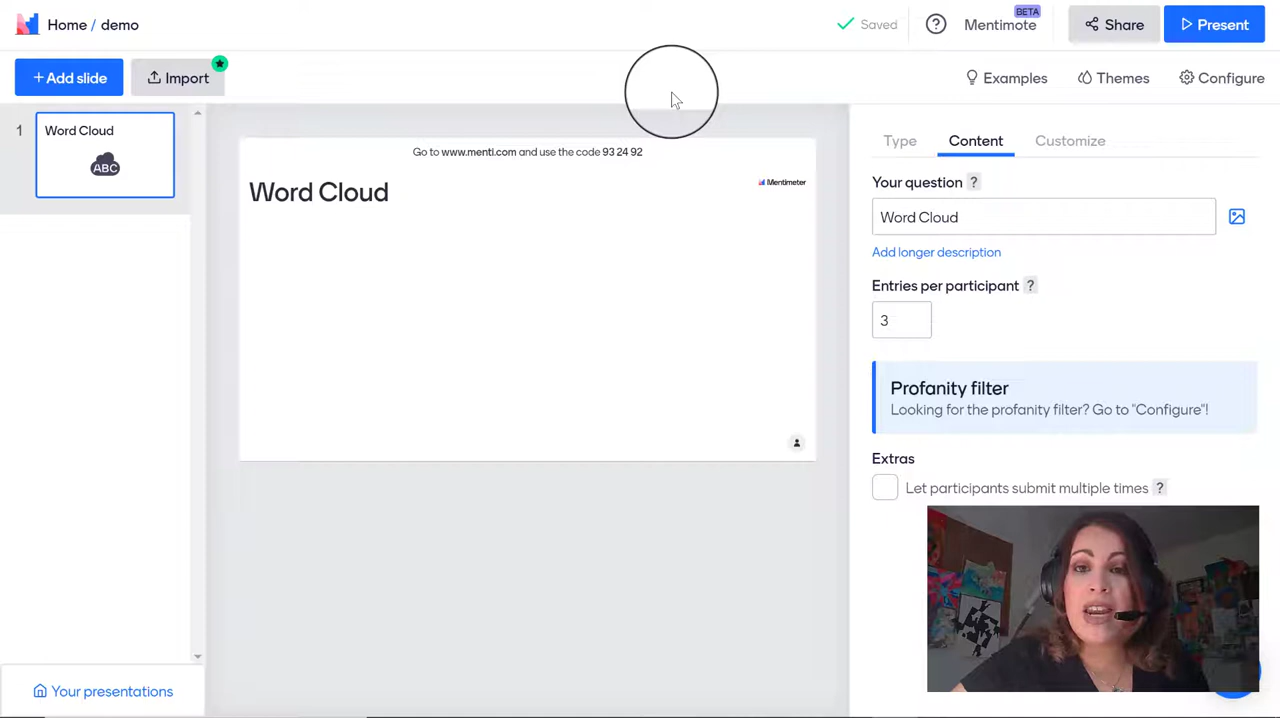 Home / demo
Saved
Mentimote
BETA
Share
Present
+Add slide
Import
Examples
Themes
Configure
1
Word Cloud
ABC
Go to www.menti.com and use the code 93 24 92
Word Cloud
Mentimeter
Type
Content
Customize
Your question ?
Word Cloud
Add longer description
Entries per participant ?
3
Profanity filter
Looking for the profanity filter? Go to "Configure"!
Extras
Let participants submit multiple times ?
Your presentations